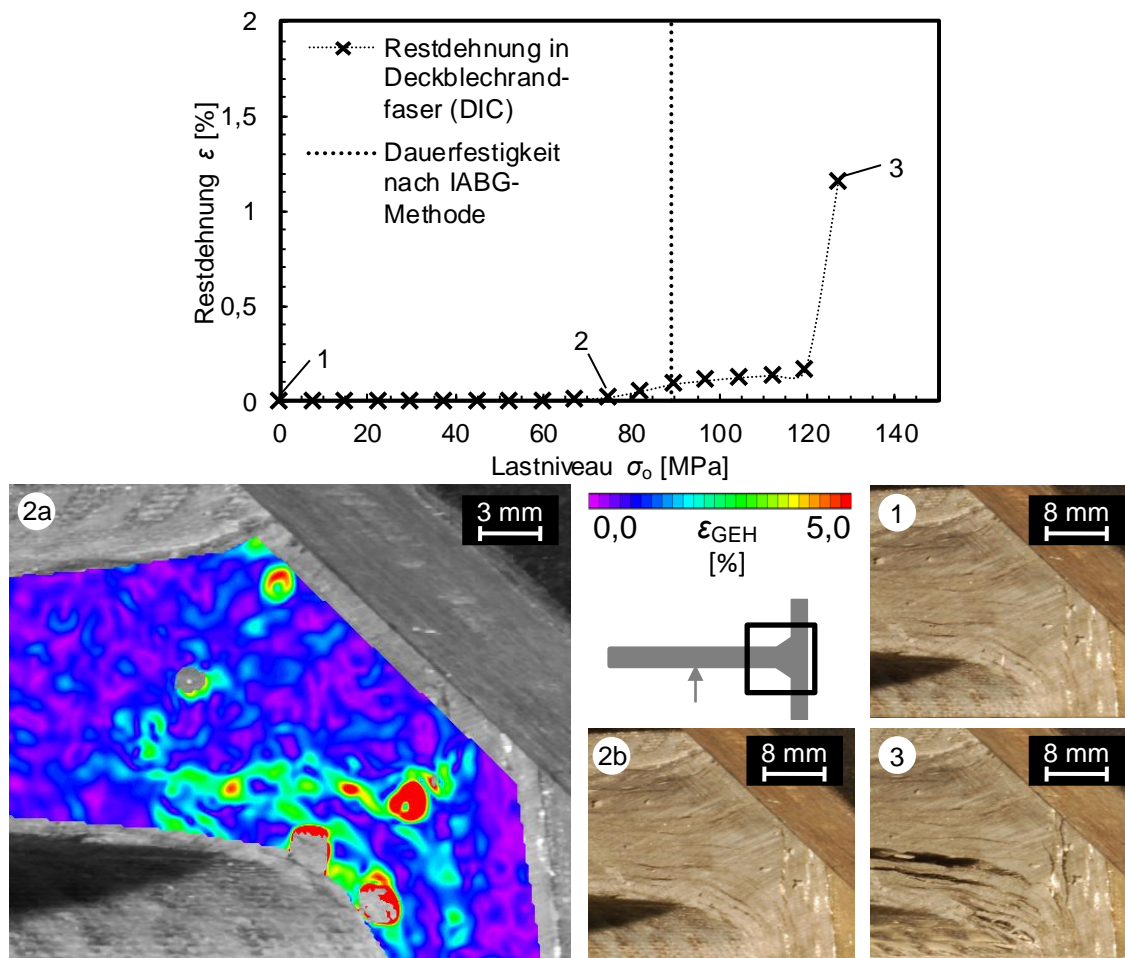 2
1,5
1
0,5
0
Restdehnung ε [%]
Restdehnung in
Deckblechrand-
faser (DIC)
Dauerfestigkeit
nach IABG-
Methode
1
2
3
0 20 40 60 80 100 120 140
Lastniveau σo [MPa]
2a
3 mm
0,0 εGEH 5,0
[%]
1
8 mm
2b
8 mm
3
8 mm